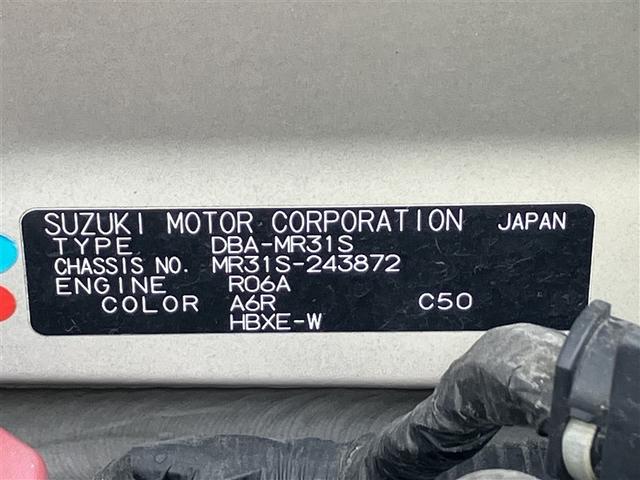 SUZUKI MOTOR CORPORATION JAPAN
TYPE DBA-MR31S
CHASSIS NO. MR31S-243872
ENGINE R06A
COLOR A6R C50
HBXE-W